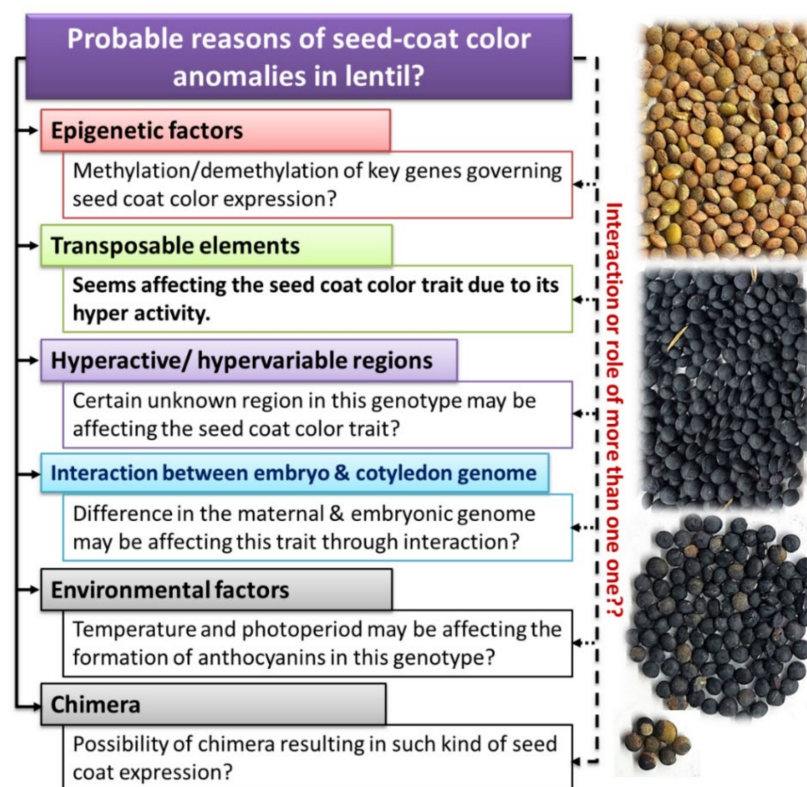 Probable reasons of seed-coat color
anomalies in lentil?
Epigenetic factors
Methylation/demethylation of key genes governing
seed coat color expression?
Transposable elements
Seems affecting the seed coat color trait due to its
hyper activity.
Hyperactive/ hypervariable regions
Certain unknown region in this genotype may be
affecting the seed coat color trait?
Interaction between embryo & cotyledon genome
Difference in the maternal & embryonic genome
may be affecting this trait through interaction?
Environmental factors
Temperature and photoperiod may be affecting the
formation of anthocyanins in this genotype?
Chimera
Possibility of chimera resulting in such kind of seed
coat expression?
Interaction or role of more than one one??